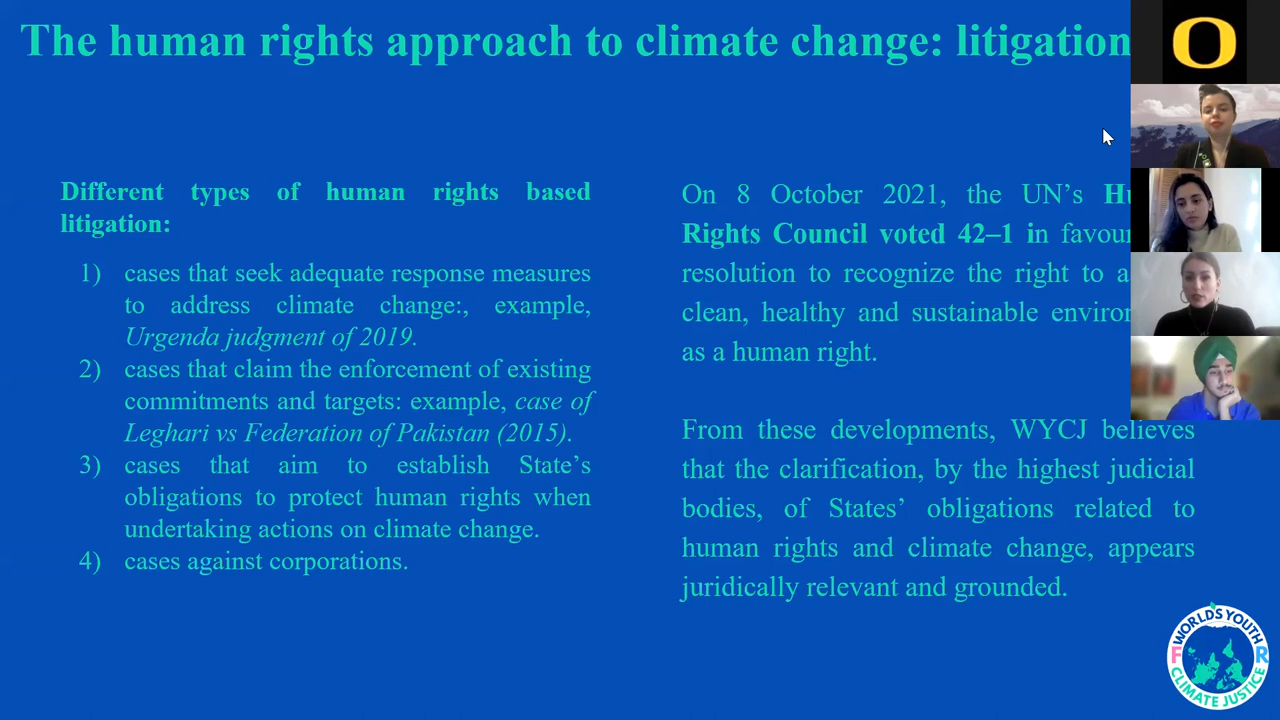 The human rights approach to climate change: litigation
Different types of human rights based
litigation:
1) cases that seek adequate response measures
to address climate change:, example,
Urgenda judgment of 2019.
2) cases that claim the enforcement of existing
commitments and targets: example, case of
Leghari vs Federation of Pakistan (2015).
3) cases that aim to establish State's
obligations to protect human rights when
undertaking actions on climate change.
4) cases against corporations.
On 8 October 2021, the UN's
Rights Council voted 42–1 in favour
resolution to recognize the right to a
clean, healthy and sustainable
as a human right.
From these developments, WYCJ believes
that the clarification, by the highest judicial
bodies, of States' obligations related to
human rights and climate change, appears
juridically relevant and grounded.
WORLD'S YOUTH
F R
CLIMATE JUSTICE